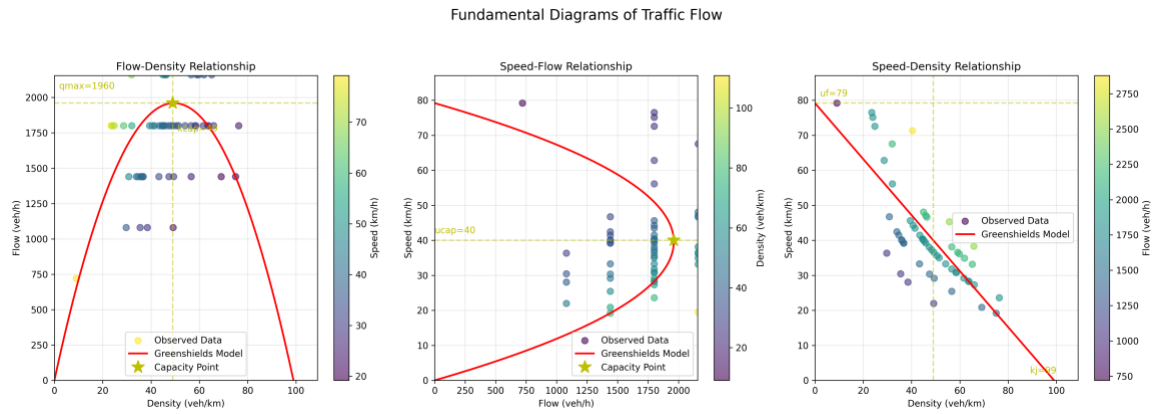 Fundamental Diagrams of Traffic Flow
Flow-Density Relationship
qmax=1960
2000
1750
1500
1250
1000
750
500
250
0
Flow (veh/h)
0
20
40
60
80
100
Density (veh/km)
Observed Data
Greenshields Model
Capacity Point
70
60
50
40
30
20
Speed (km/h)
Speed-Flow Relationship
ucap=40
80
70
60
50
40
30
20
10
0
Speed (km/h)
0
250
500
750
1000
1250
1500
1750
2000
Flow (veh/h)
Observed Data
Greenshields Model
Capacity Point
100
80
60
40
20
Density (veh/km)
Speed-Density Relationship
uf=79
80
70
60
50
40
30
20
10
0
Speed (km/h)
Observed Data
Greenshields Model
kj=99
0
20
40
60
80
100
Density (veh/km)
2750
2500
2250
2000
1750
1500
1250
1000
750
Flow (veh/h)